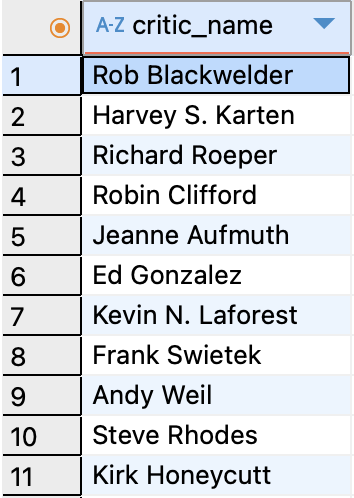 A-Z critic_name
1 Rob Blackwelder
2 Harvey S. Karten
3 Richard Roeper
4 Robin Clifford
5 Jeanne Aufmuth
6 Ed Gonzalez
7 Kevin N. Laforest
8 Frank Swietek
9 Andy Weil
10 Steve Rhodes
11 Kirk Honeycutt